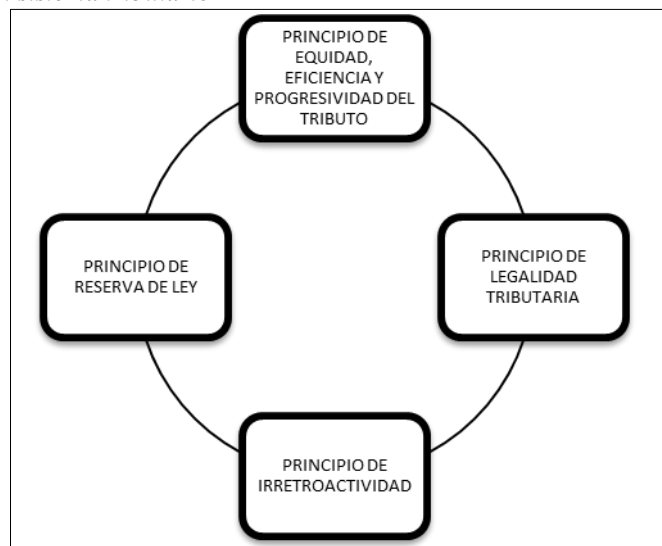 PRINCIPIO DE
EQUIDAD,
EFICIENCIA Y
PROGRESIVIDAD DEL
TRIBUTO
PRINCIPIO DE
RESERVA DE LEY
PRINCIPIO DE
LEGALIDAD
TRIBUTARIA
PRINCIPIO DE
IRRETROACTIVIDAD